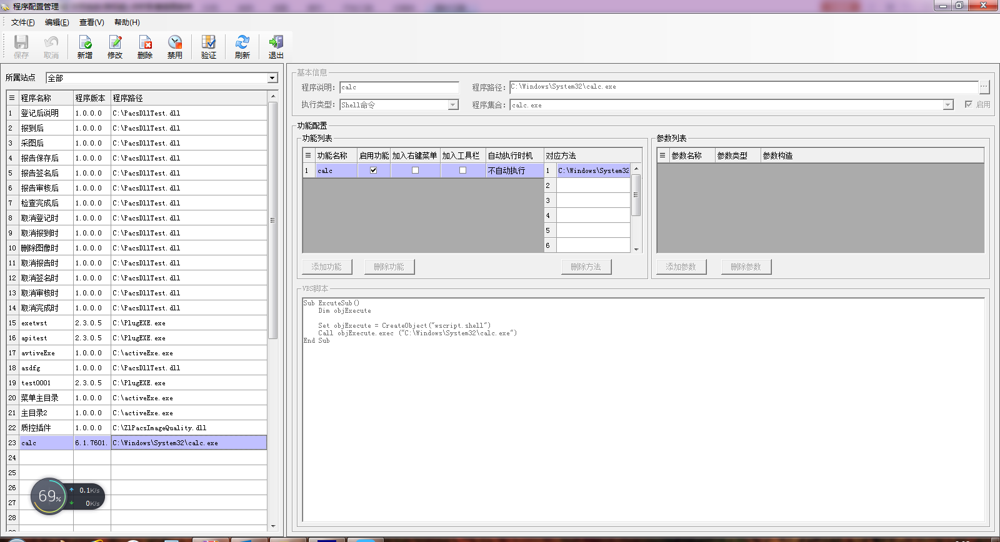 程序配置管理
文件(F) 编辑(E) 查看(V) 帮助(H)
保存 取消 新增 修改 删除 禁用 验证 刷新 退出
所属站点 全部
程序名称 程序版本 程序路径
1 登记后说明 1.0.0.0 C:\PacsDllTest.dll
2 报到后 1.0.0.0 C:\PacsDllTest.dll
3 采图后 1.0.0.0 C:\PacsDllTest.dll
4 报告保存后 1.0.0.0 C:\PacsDllTest.dll
5 报告签名后 1.0.0.0 C:\PacsDllTest.dll
6 报告审核后 1.0.0.0 C:\PacsDllTest.dll
7 检查完成后 1.0.0.0 C:\PacsDllTest.dll
8 取消登记时 1.0.0.0 C:\PacsDllTest.dll
9 取消报到时 1.0.0.0 C:\PacsDllTest.dll
10 删除图像时 1.0.0.0 C:\PacsDllTest.dll
11 取消报告时 1.0.0.0 C:\PacsDllTest.dll
12 取消签名时 1.0.0.0 C:\PacsDllTest.dll
13 取消审核时 1.0.0.0 C:\PacsDllTest.dll
14 取消完成时 1.0.0.0 C:\PacsDllTest.dll
15 exetwst 2.3.0.5 C:\PlugEXE.exe
16 apitest 2.3.0.5 C:\PlugEXE.exe
17 avtiveExe 1.0.0.0 C:\activeExe.exe
18 asdfg 1.0.0.0 C:\PacsDllTest.dll
19 test0001 2.3.0.5 C:\PlugEXE.exe
20 菜单主目录 1.0.0.0 C:\activeExe.exe
21 主目录2 1.0.0.0 C:\activeExe.exe
22 质控插件 1.0.0.0 C:\ZlPacsImageQuality.dll
23 calc 6.1.7601. C:\Windows\System32\calc.exe
24
25
26
27
28
69% 0.1K/s
0K/s
基本信息
程序说明: calc 程序路径: C:\Windows\System32\calc.exe ...
执行类型: Shell命令 程序集合: calc.exe 启用
功能配置
功能列表
功能名称 启用功能 加入右键菜单 加入工具栏 自动执行时机 对应方法
1 calc 不自动执行 1 C:\Windows\System32
2
3
4
5
6
添加功能 删除功能 删除方法
参数列表
参数名称 参数类型 参数构造
添加参数 删除参数
VBS脚本
Sub ExcuteSub()
Dim objExecute
Set objExecute = CreateObject("wscript.shell")
Call objExecute.exec ("C:\Windows\System32\calc.exe")
End Sub